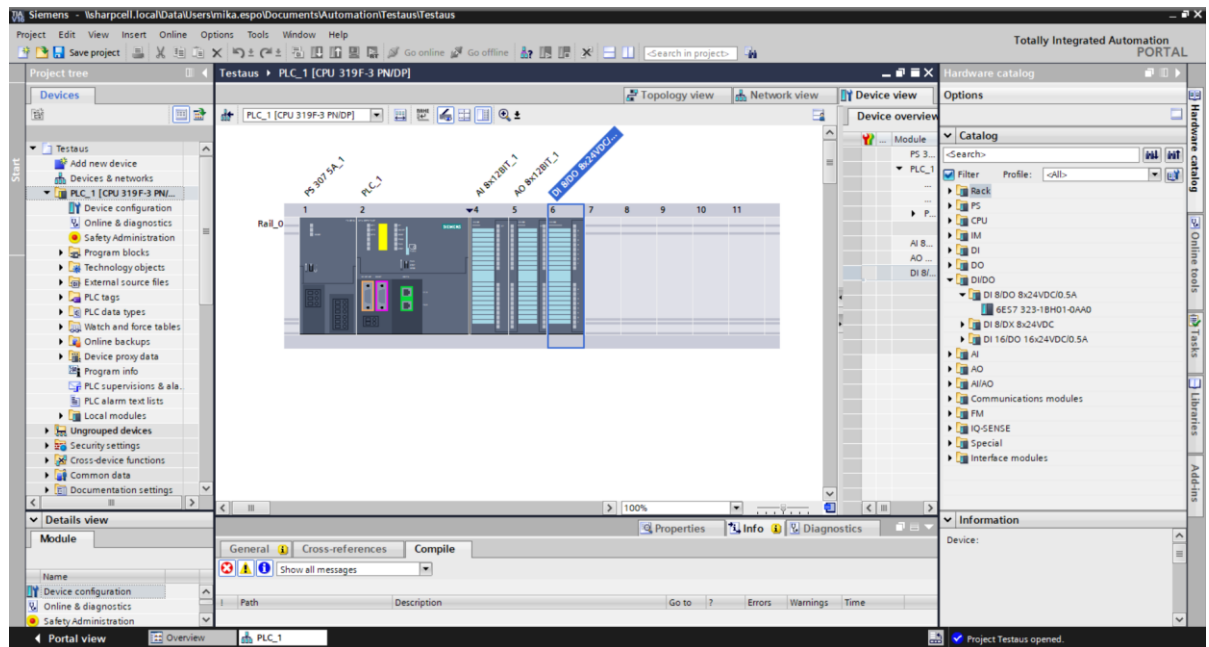 Siemens - \\sharpcell.local\Data\Users\mika.espo\Documents\Automation\Testaus\Testaus
Project Edit View Insert Online Options Tools Window Help
Totally Integrated Automation
PORTAL
Save project
Go online
Go offline
<Search in project>
Project tree
Devices
Testaus
Add new device
Devices & networks
PLC_1 [CPU 319F-3 PN/...
Device configuration
Online & diagnostics
Safety Administration
Program blocks
Technology objects
External source files
PLC tags
PLC data types
Watch and force tables
Online backups
Device proxy data
Program info
PLC supervisions & ala..
PLC alarm text lists
Local modules
Ungrouped devices
Security settings
Cross-device functions
Common data
Documentation settings
Details view
Module
Name
Device configuration
Online & diagnostics
Safety Administration
Start
Testaus PLC_1 [CPU 319F-3 PN/DP]
Topology view
Network view
Device view
PLC_1 [CPU 319F-3 PN/DP]
PS 307 5A_1
PLC_1
AI 8x12BIT_1
AO 8x12BIT_1
DI 8/DO 8x24VDC/...
1 2 4 5 6 7 8 9 10 11
Rail_0
SIEMENS
100%
Device overview
... Module
PS 3...
PLC_1
...
...
P...
AI 8...
AO ...
DI 8/...
Properties
Info
Diagnostics
General
Cross-references
Compile
Show all messages
! Path Description Go to ? Errors Warnings Time
Hardware catalog
Options
Catalog
<Search>
Filter Profile: <All>
Rack
PS
CPU
IM
DI
DO
DI/DO
DI 8/DO 8x24VDC/0.5A
6ES7 323-1BH01-0AA0
DI 8/DX 8x24VDC
DI 16/DO 16x24VDC/0.5A
AI
AO
AI/AO
Communications modules
FM
IQ-SENSE
Special
Interface modules
Information
Device:
Hardware catalog
Online tools
Tasks
Libraries
Add-ins
Portal view
Overview
PLC_1
Project Testaus opened.